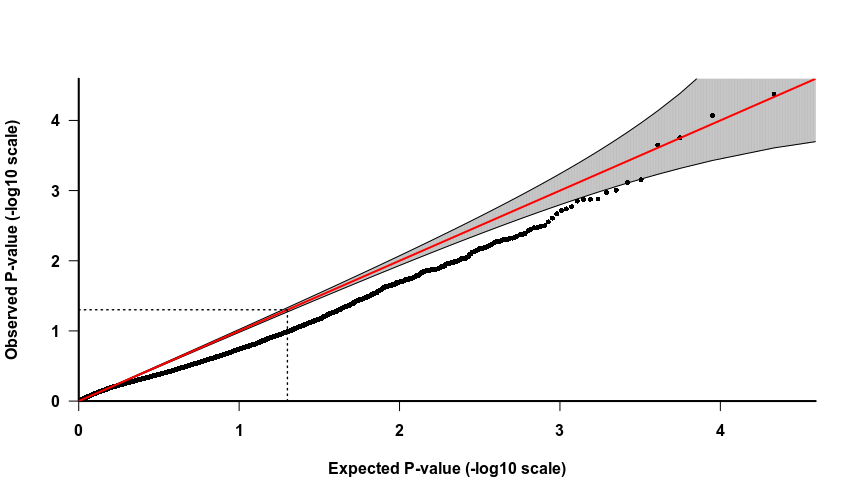 Observed P-value (-log10 scale)
4
3
2
1
0
0 1 2 3 4
Expected P-value (-log10 scale)